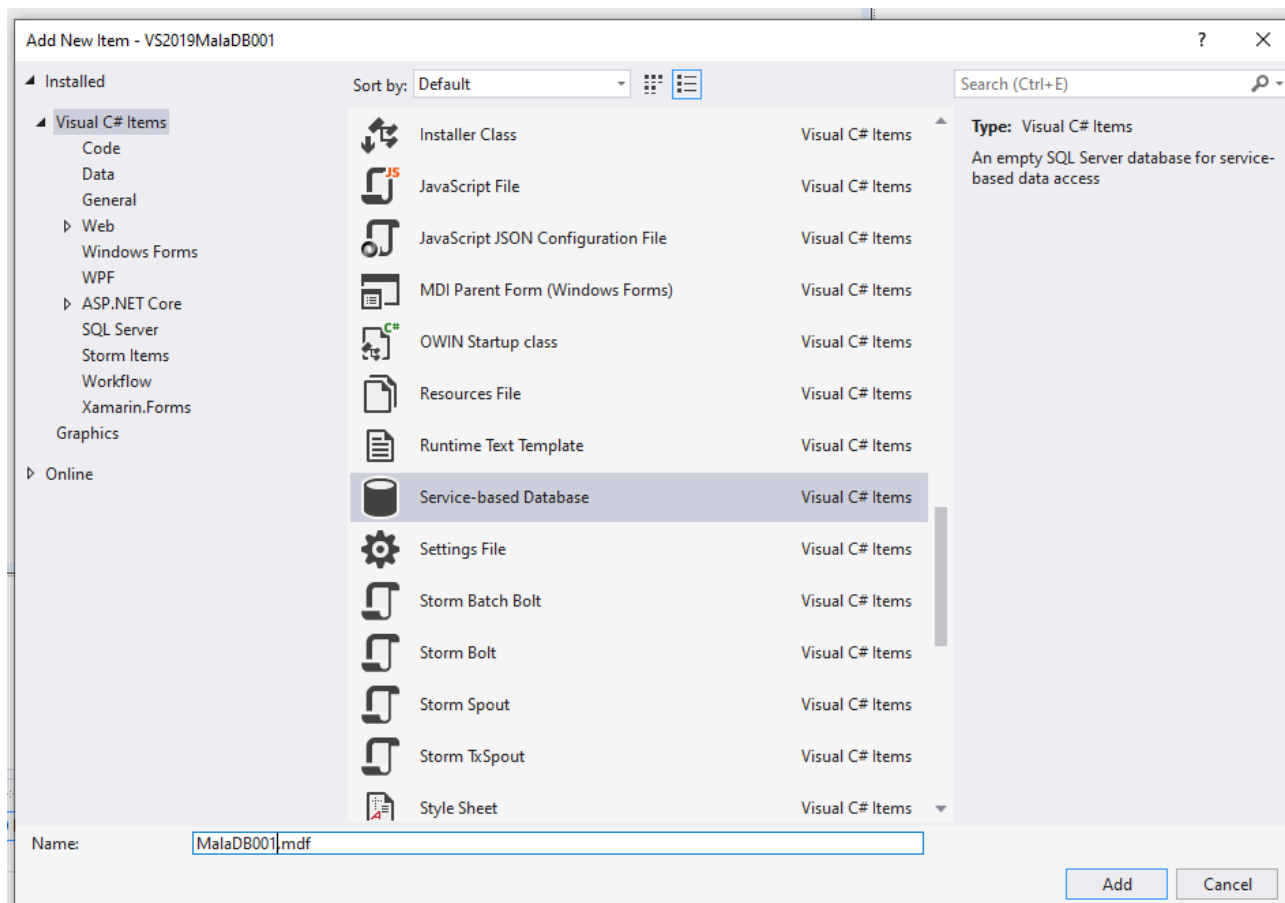 Add New Item - VS2019MalaDB001
?
Installed
Sort by: Default
Search (Ctrl+E)
Visual C# Items
Code
Data
General
Web
Windows Forms
WPF
ASP.NET Core
SQL Server
Storm Items
Workflow
Xamarin.Forms
Graphics
Online
Installer Class Visual C# Items
JS
JavaScript File Visual C# Items
JavaScript JSON Configuration File Visual C# Items
MDI Parent Form (Windows Forms) Visual C# Items
C#
OWIN Startup class Visual C# Items
Resources File Visual C# Items
Runtime Text Template Visual C# Items
Service-based Database Visual C# Items
Settings File Visual C# Items
Storm Batch Bolt Visual C# Items
Storm Bolt Visual C# Items
Storm Spout Visual C# Items
Storm TxSpout Visual C# Items
A
Style Sheet Visual C# Items
Type: Visual C# Items
An empty SQL Server database for service-
based data access
Name: MalaDB001.mdf
Add
Cancel